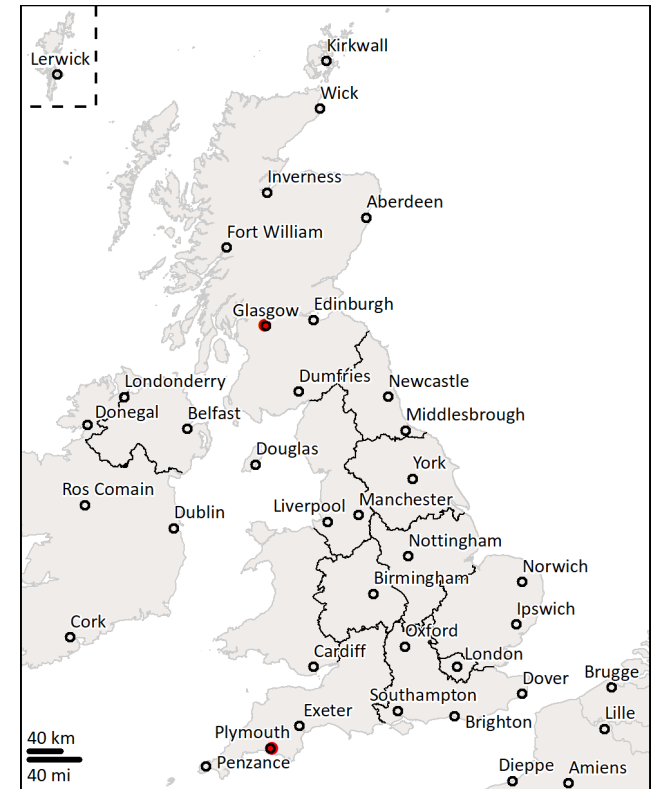 Kirkwall
Lerwick
Wick
Inverness
Aberdeen
Fort William
Glasgow
Edinburgh
Dumfries
Londonderry
Newcastle
Donegal
Belfast
Middlesbrough
Douglas
York
Ros Comain
Manchester
Liverpool
Dublin
Nottingham
Norwich
Birmingham
Ipswich
Cork
Oxford
Cardiff
London
Brugge
Dover
Southampton
Exeter
Lille
Brighton
Plymouth
40 km
Penzance
Dieppe
Amiens
40 mi